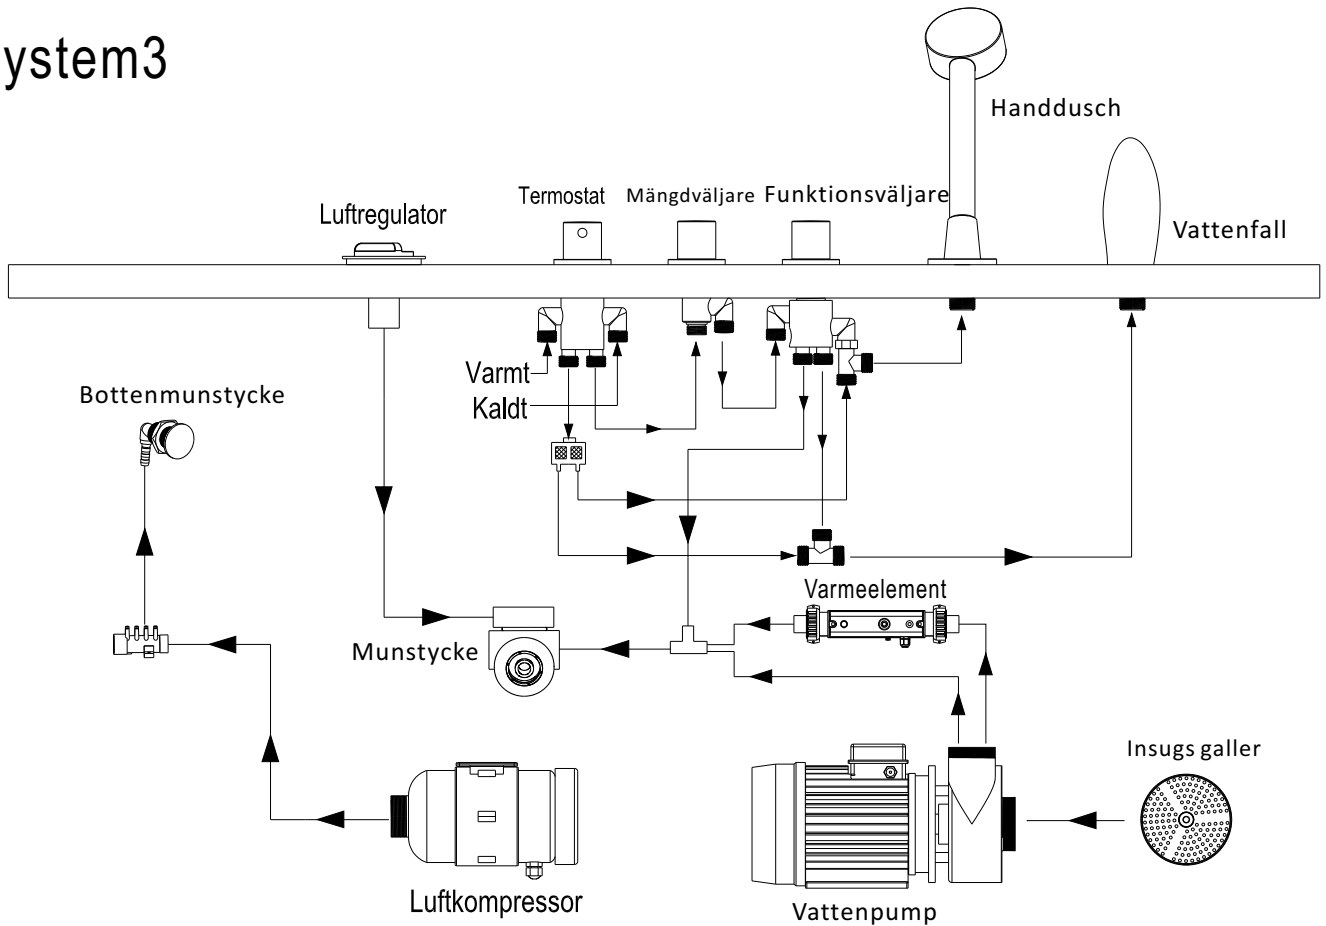 ystem3
Handdusch
Termostat
Mängdväljare
Funktionsväljare
Luftregulator
Vattenfall
Varmt
Kaldt
Bottenmunstycke
Varmeelement
Munstycke
Insugs galler
Luftkompressor
Vattenpump